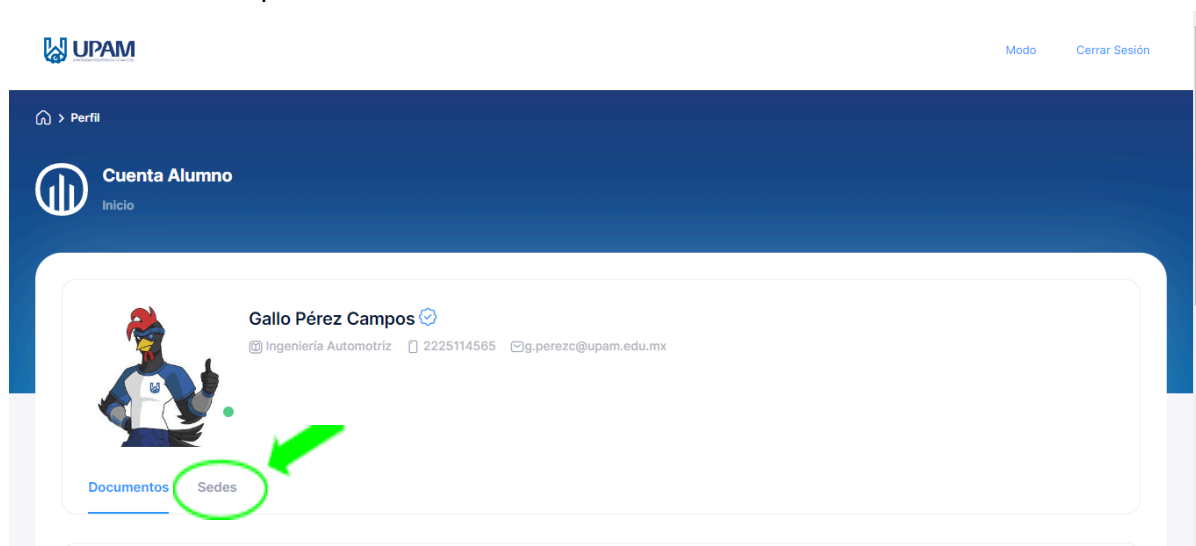 UPAM
Modo
Cerrar Sesión
> Perfil
Cuenta Alumno
Inicio
Gallo Pérez Campos
Ingeniería Automotriz 2225114565 g.perezc@upam.edu.mx
Documentos Sedes